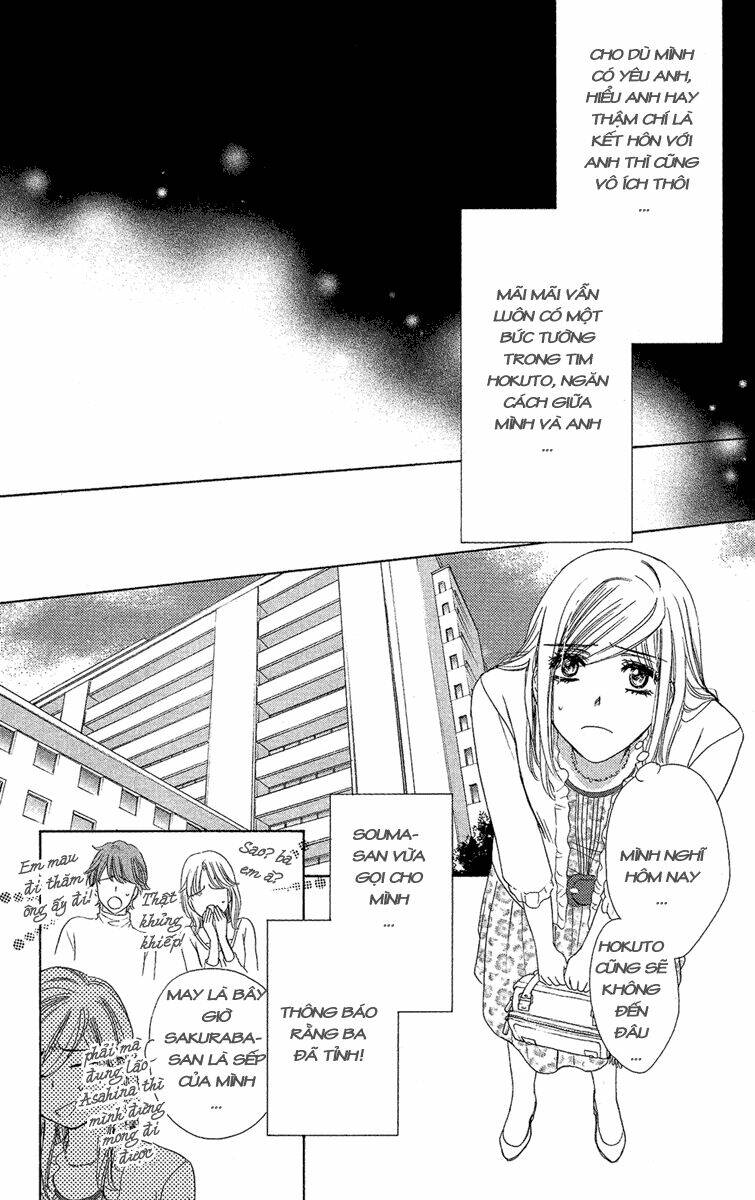 CHO DÙ MÌNH
CÓ YÊU ANH,
HIỂU ANH HAY
THẬM CHÍ LÀ
KẾT HÔN VỚI
ANH THÌ CŨNG
VÔ ÍCH THÔI
...
MÃI MÃI VẪN
LUÔN CÓ MỘT
BỨC TƯỜNG
TRONG TIM
HOKUTO, NGĂN
CÁCH GIỮA
MÌNH VÀ ANH
...
MÌNH NGHĨ
HÔM NAY ...
HOKUTO
CŨNG SẼ
KHÔNG
ĐẾN
ĐÂU
...
SOUMA-
SAN VỪA
GỌI CHO
MÌNH
...
THÔNG BÁO
RẰNG BA
ĐÃ TỈNH!
Sao? bà
em à?
Thật
khủng
khiếp!
Em mau
đi thăm
ông ấy đi!
MAY LÀ BÂY
GIỜ
SAKURABA-
SAN LÀ SẾP
CỦA MÌNH
...
phải mà
đụng lão
Asahina thì
mình đừng
mong đi
được